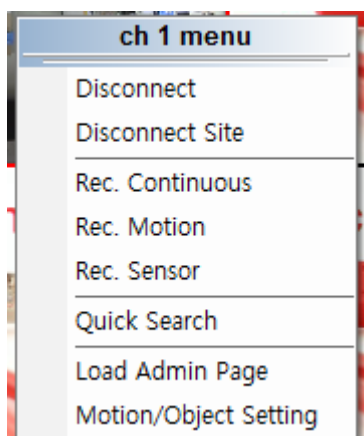 ch 1 menu
Disconnect
Disconnect Site
Rec. Continuous
Rec. Motion
Rec. Sensor
Quick Search
Load Admin Page
Motion/Object Setting